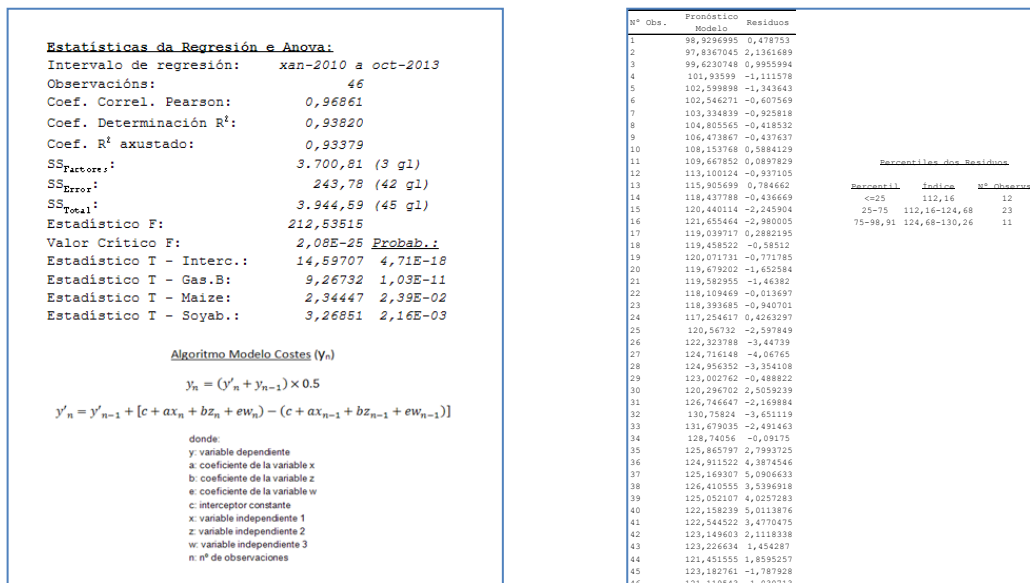 Estatísticas da Regresión e Anova:
Intervalo de regresión: xan-2010 a oct-2013
Observacións: 46
Coef. Correl. Pearson: 0,96861
Coef. Determinación R²: 0,93820
Coef. R² axustado: 0,93379
SSFactores: 3.700,81 (3 gl)
SSError: 243,78 (42 gl)
SSTotal: 3.944,59 (45 gl)
Estadístico F: 212,53515
Valor Crítico F: 2,08E-25 Probab.:
Estadístico T - Interc.: 14,59707 4,71E-18
Estadístico T - Gas.B: 9,26732 1,03E-11
Estadístico T - Maize: 2,34447 2,39E-02
Estadístico T - Soyab.: 3,26851 2,16E-03
Algoritmo Modelo Costes (yₙ)
yₙ = (y'ₙ + yₙ₋₁) × 0.5
y'ₙ = y'ₙ₋₁ + [c + axₙ + bzₙ + ewₙ) − (c + axₙ₋₁ + bzₙ₋₁ + ewₙ₋₁)]
donde:
y: variable dependiente
a: coeficiente de la variable x
b: coeficiente de la variable z
e: coeficiente de la variable w
c: interceptor constante
x: variable independiente 1
z: variable independiente 2
w: variable independiente 3
n: nº de observaciones
Nº Obs. Pronóstico Modelo Residuos
1 98,9296995 0,478753
2 97,8367045 2,1361689
3 99,6230748 0,9955994
4 101,93599 -1,111578
5 102,599898 -1,343643
6 102,546271 -0,607569
7 103,334839 -0,925818
8 104,805565 -0,418532
9 106,473867 -0,437637
10 108,153768 0,5884129
11 109,667852 0,0897829
12 113,100124 -0,937105
13 115,905699 0,784662
14 118,437788 -0,436669
15 120,440114 -2,245904
16 121,655464 -2,980005
17 119,039717 0,2882195
18 119,458522 -0,58512
19 120,071731 -0,771785
20 119,679202 -1,652584
21 119,582955 -1,46382
22 118,109469 -0,013697
23 118,393685 -0,940701
24 117,254617 0,4263297
25 120,56732 -2,597849
26 122,323788 -3,44739
27 124,716148 -4,06765
28 124,956352 -3,354108
29 123,002762 -0,488822
30 120,296702 2,5059239
31 126,746647 -2,169884
32 130,75824 -3,651119
33 131,679035 -2,491463
34 128,74056 -0,09175
35 125,865797 2,7993725
36 124,911522 4,3874546
37 125,169307 5,0906633
38 126,410555 3,5396918
39 125,052107 4,0257283
40 122,158239 5,0113876
41 122,544522 3,4770475
42 123,149603 2,1118338
43 123,226634 1,454287
44 121,451555 1,8595257
45 123,182761 -1,787928
Percentiles dos Residuos
Percentil Índice Nº Observs
<=25 112,16 12
25-75 112,16-124,68 23
75-98,91 124,68-130,26 11